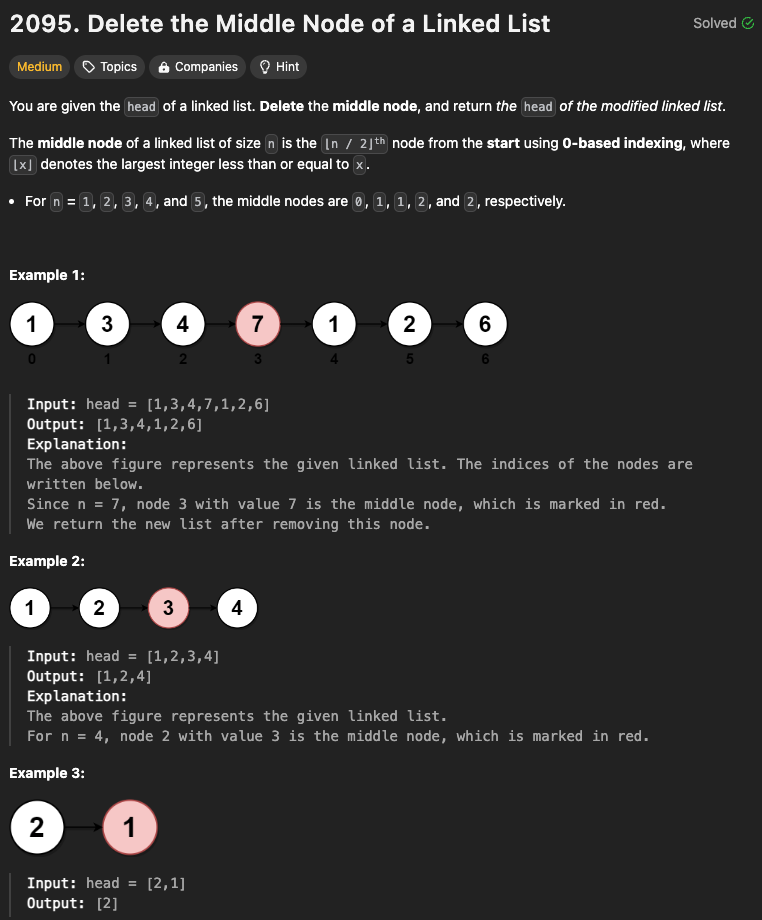 2095. Delete the Middle Node of a Linked List
Solved
Medium Topics Companies Hint
You are given the head of a linked list. Delete the middle node, and return the head of the modified linked list.
The middle node of a linked list of size n is the ⌊n / 2⌋th node from the start using 0-based indexing, where
⌊x⌋ denotes the largest integer less than or equal to x.
• For n = 1, 2, 3, 4, and 5, the middle nodes are 0, 1, 1, 2, and 2, respectively.
Example 1:
1 3 4 7 1 2 6
0 1 2 3 4 5 6
Input: head = [1,3,4,7,1,2,6]
Output: [1,3,4,1,2,6]
Explanation:
The above figure represents the given linked list. The indices of the nodes are
written below.
Since n = 7, node 3 with value 7 is the middle node, which is marked in red.
We return the new list after removing this node.
Example 2:
1 2 3 4
Input: head = [1,2,3,4]
Output: [1,2,4]
Explanation:
The above figure represents the given linked list.
For n = 4, node 2 with value 3 is the middle node, which is marked in red.
Example 3:
2 1
Input: head = [2,1]
Output: [2]